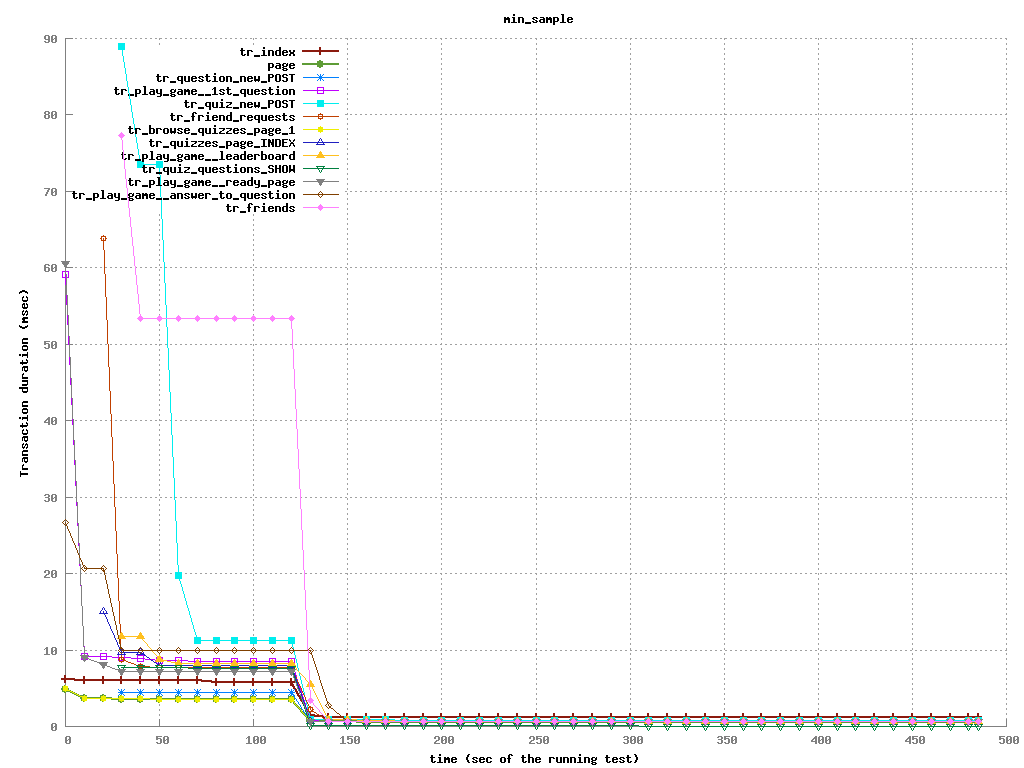 min_sample
90
80
70
60
50
40
30
20
10
0
Transaction duration (msec)
tr_index
page
tr_question_new_POST
tr_play_game__1st_question
tr_quiz_new_POST
tr_friend_requests
tr_browse_quizzes_page_1
tr_quizzes_page_INDEX
tr_play_game__leaderboard
tr_quiz_questions_SHOW
tr_play_game__ready_page
tr_play_game__answer_to_question
tr_friends
0 50 100 150 200 250 300 350 400 450 500
time (sec of the running test)